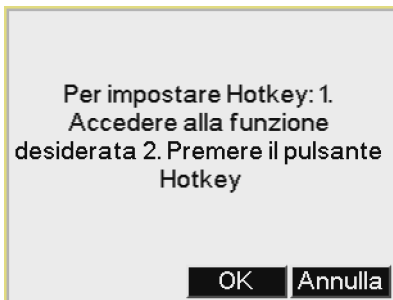 Per impostare Hotkey: 1.
Accedere alla funzione
desiderata 2. Premere il pulsante
Hotkey
OK Annulla